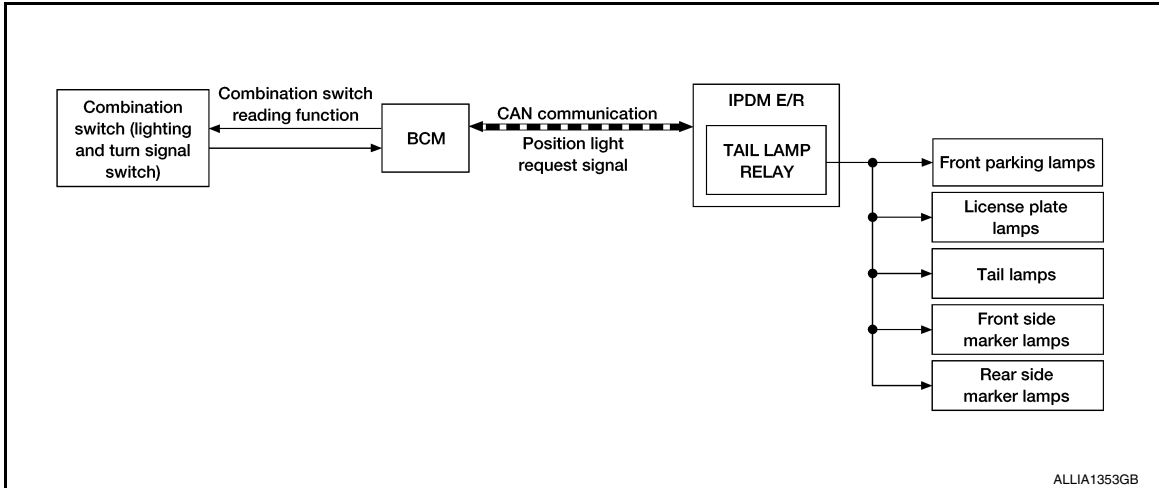 Combination
switch (lighting
and turn signal
switch)
Combination switch
reading function
BCM
CAN communication
Position light
request signal
IPDM E/R
TAIL LAMP
RELAY
Front parking lamps
License plate
lamps
Tail lamps
Front side
marker lamps
Rear side
marker lamps
ALLIA1353GB